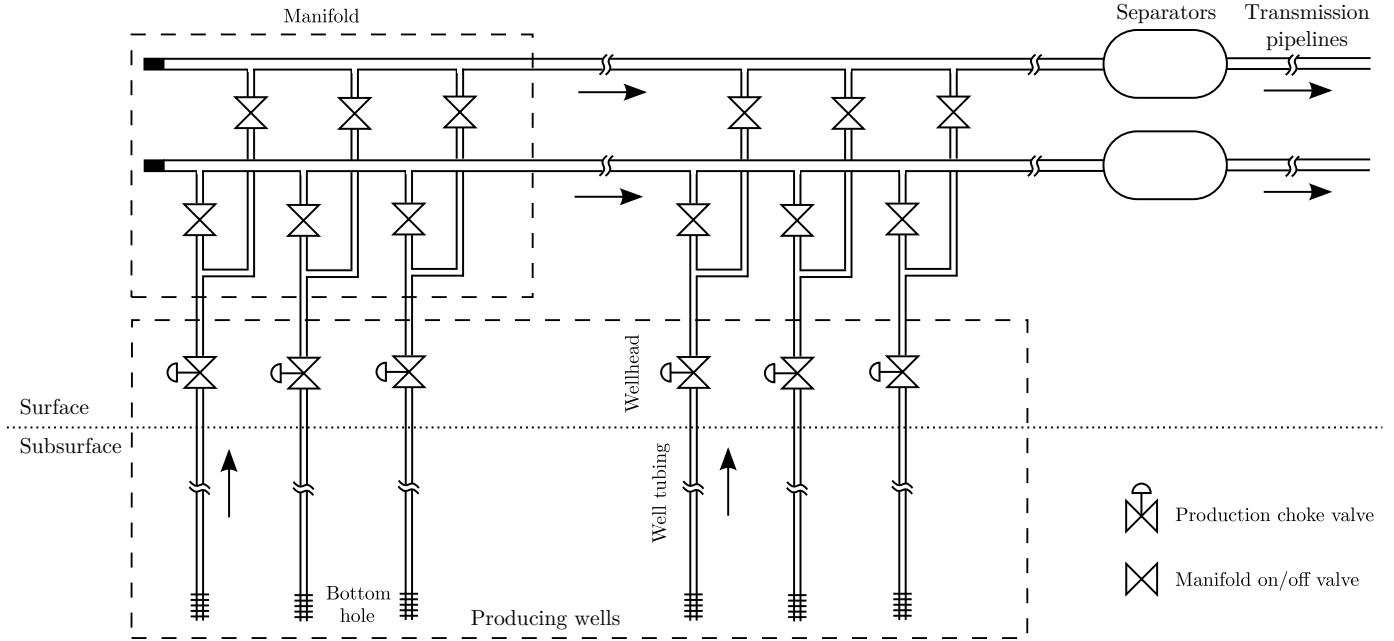 Manifold
Separators
Transmission
pipelines
Wellhead
Surface
Subsurface
Well tubing
Production choke valve
Manifold on/off valve
Bottom
hole
Producing wells